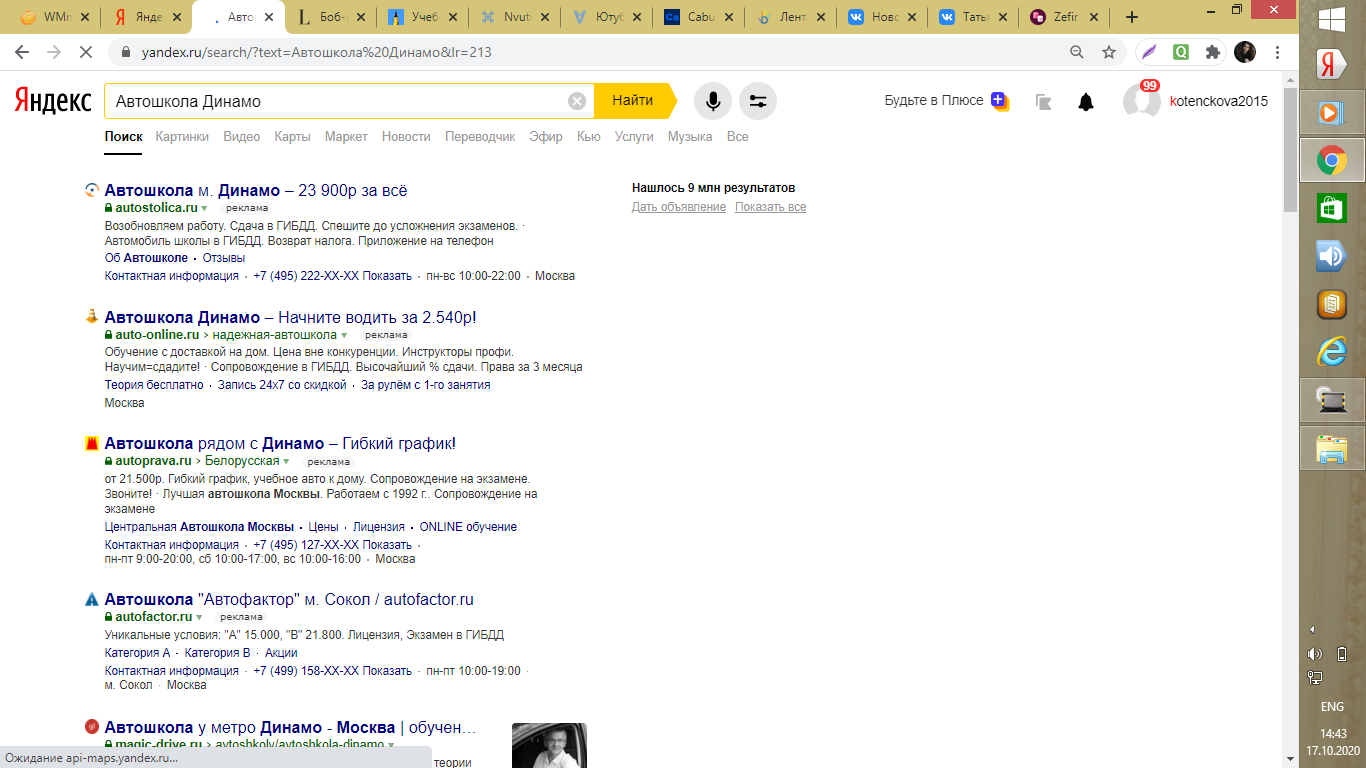 WMr
Яндe
Авто
Боб-
Учеб
Nvut
Ютуб
Cabu
Лент
Новс
Татья
Zefir
yandex.ru/search/?text=Автошкола%20Динамо&lr=213
Яндекс
Автошкола Динамо
Найти
Будьте в Плюсе
99
kotenckova2015
Поиск Картинки Видео Карты Маркет Новости Переводчик Эфир Кью Услуги Музыка Все
Автошкола м. Динамо – 23 900р за всё
autostolica.ru реклама
Возобновляем работу. Сдача в ГИБДД. Спешите до усложнения экзаменов. ·
Автомобиль школы в ГИБДД. Возврат налога. Приложение на телефон
Об Автошколе · Отзывы
Контактная информация · +7 (495) 222-XX-XX Показать · пн-вс 10:00-22:00 · Москва
Нашлось 9 млн результатов
Дать объявление Показать все
Автошкола Динамо – Начните водить за 2.540р!
auto-online.ru › надежная-автошкола реклама
Обучение с доставкой на дом. Цена вне конкуренции. Инструкторы профи.
Научим=сдадите! · Сопровождение в ГИБДД. Высочайший % сдачи. Права за 3 месяца
Теория бесплатно · Запись 24х7 со скидкой · За рулём с 1-го занятия
Москва
Автошкола рядом с Динамо – Гибкий график!
autoprava.ru › Белорусская реклама
от 21.500р. Гибкий график, учебное авто к дому. Сопровождение на экзамене.
Звоните! · Лучшая автошкола Москвы. Работаем с 1992 г.. Сопровождение на
экзамене
Центральная Автошкола Москвы · Цены · Лицензия · ONLINE обучение
Контактная информация · +7 (495) 127-XX-XX Показать ·
пн-пт 9:00-20:00, сб 10:00-17:00, вс 10:00-16:00 · Москва
Автошкола "Автофактор" м. Сокол / autofactor.ru
autofactor.ru реклама
Уникальные условия: "А" 15.000, "В" 21.800. Лицензия, Экзамен в ГИБДД
Категория А · Категория В · Акции
Контактная информация · +7 (499) 158-XX-XX Показать · пн-пт 10:00-19:00 ·
м. Сокол · Москва
Автошкола у метро Динамо - Москва | обучен...
magic-drive.ru › avtoshkoly/avtoshkola-dinamo
теории
Ожидание api-maps.yandex.ru...
ENG
14:43
17.10.2020